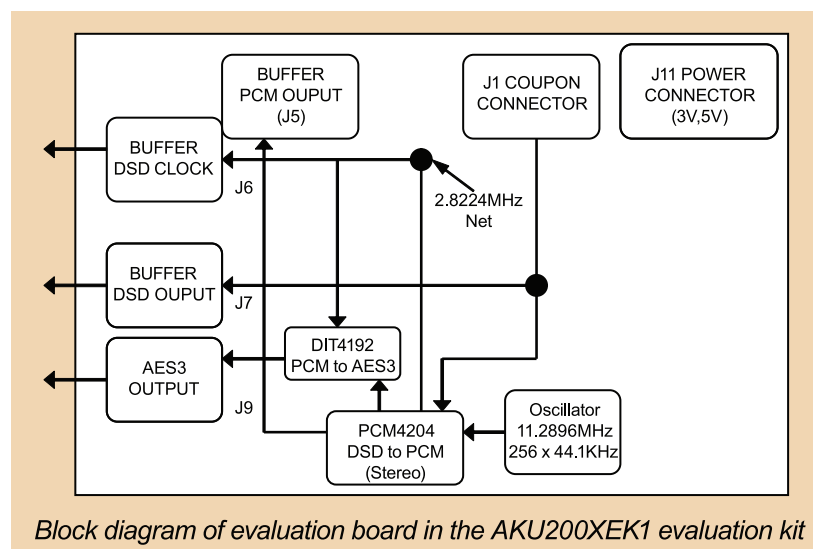 BUFFER
PCM OUPUT
(J5)
J1 COUPON
CONNECTOR
J11 POWER
CONNECTOR
(3V,5V)
BUFFER
DSD CLOCK
J6
2.8224MHz
Net
BUFFER
DSD OUPUT
J7
DIT4192
PCM to AES3
AES3
OUTPUT
J9
PCM4204
DSD to PCM
(Stereo)
Oscillator
11.2896MHz
256 x 44.1KHz
Block diagram of evaluation board in the AKU200XEK1 evaluation kit